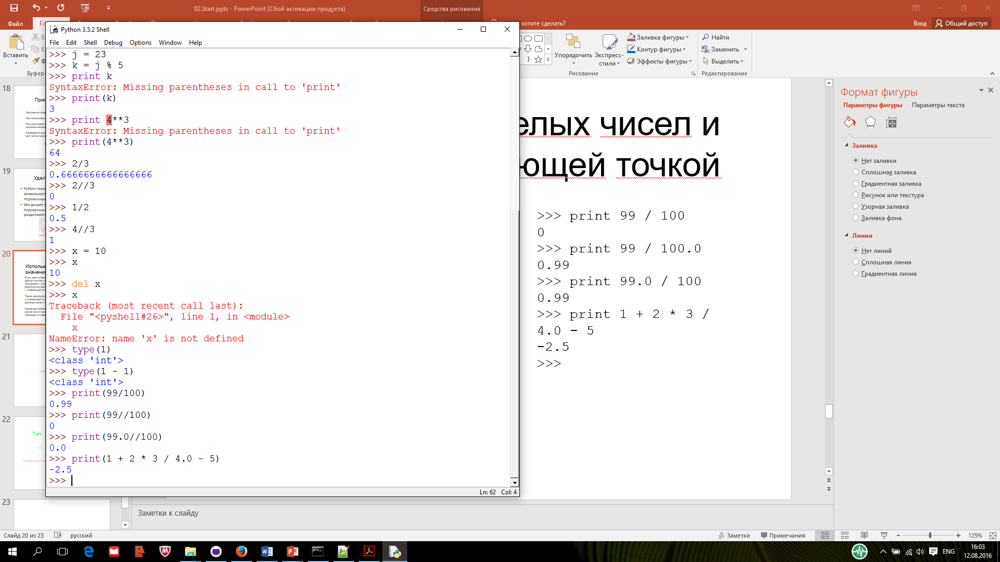 02.Start.pptx - PowerPoint (Сбой активации продукта)
Средства рисования
Файл
хотите сделать?
Вход
Общий доступ
Python 3.5.2 Shell
File Edit Shell Debug Options Window Help
Вставить
Буфер
Упорядочить
Экспресс-
стили
Заливка фигуры
Контур фигуры
Эффекты фигуры
Рисование
Найти
Заменить
Выделить
Редактирование
>>> j = 23
>>> k = j % 5
>>> print k
SyntaxError: Missing parentheses in call to 'print'
>>> print(k)
3
>>> print 4**3
SyntaxError: Missing parentheses in call to 'print'
>>> print(4**3)
64
>>> 2/3
0.6666666666666666
>>> 2//3
0
>>> 1/2
0.5
>>> 4//3
1
>>> x = 10
>>> x
10
>>> del x
>>> x
Traceback (most recent call last):
File "<pyshell#26>", line 1, in <module>
x
NameError: name 'x' is not defined
>>> type(1)
<class 'int'>
>>> type(1 - 1)
<class 'int'>
>>> print(99/100)
0.99
>>> print(99//100)
0
>>> print(99.0//100)
0.0
>>> print(1 + 2 * 3 / 4.0 - 5)
-2.5
>>>
Ln: 62 Col: 4
18
19
• Python такж
возможност
переменную
20
21
22
Тип
23
елых чисел и
ющей точкой
>>> print 99 / 100
0
>>> print 99 / 100.0
0.99
>>> print 99.0 / 100
0.99
>>> print 1 + 2 * 3 /
4.0 - 5
-2.5
>>>
Формат фигуры
Параметры фигуры Параметры текста
Заливка
Нет заливки
Сплошная заливка
Градиентная заливка
Рисунок или текстура
Узорная заливка
Заливка фона
Линия
Нет линий
Сплошная линия
Градиентная линия
Заметки к слайду
Слайд 20 из 23
русский
Заметки
Примечания
125%
ENG
16:03
12.08.2016